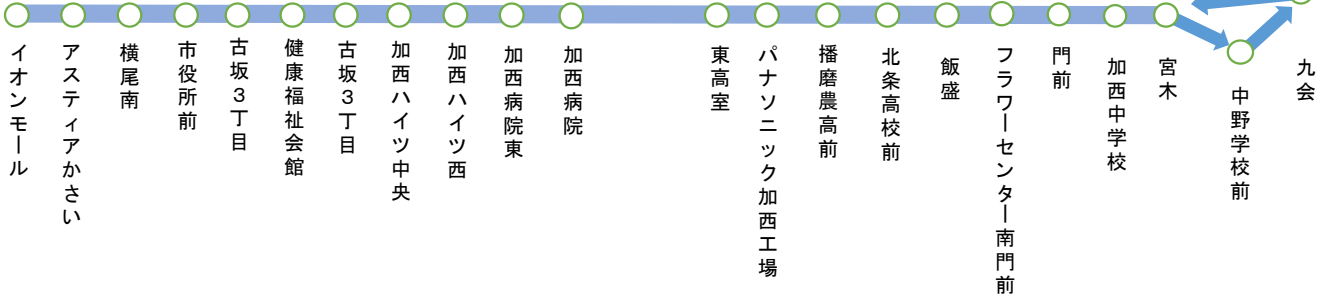 イオンモール
アスティアかさい
横尾南
市役所前
古坂３丁目
健康福祉会館
古坂３丁目
加西ハイツ中央
加西ハイツ西
加西病院東
加西病院
東高室
パナソニック加西工場
播磨農高前
北条高校前
飯盛
フラワーセンター南門前
門前
加西中学校
宮木
中野学校前
九会